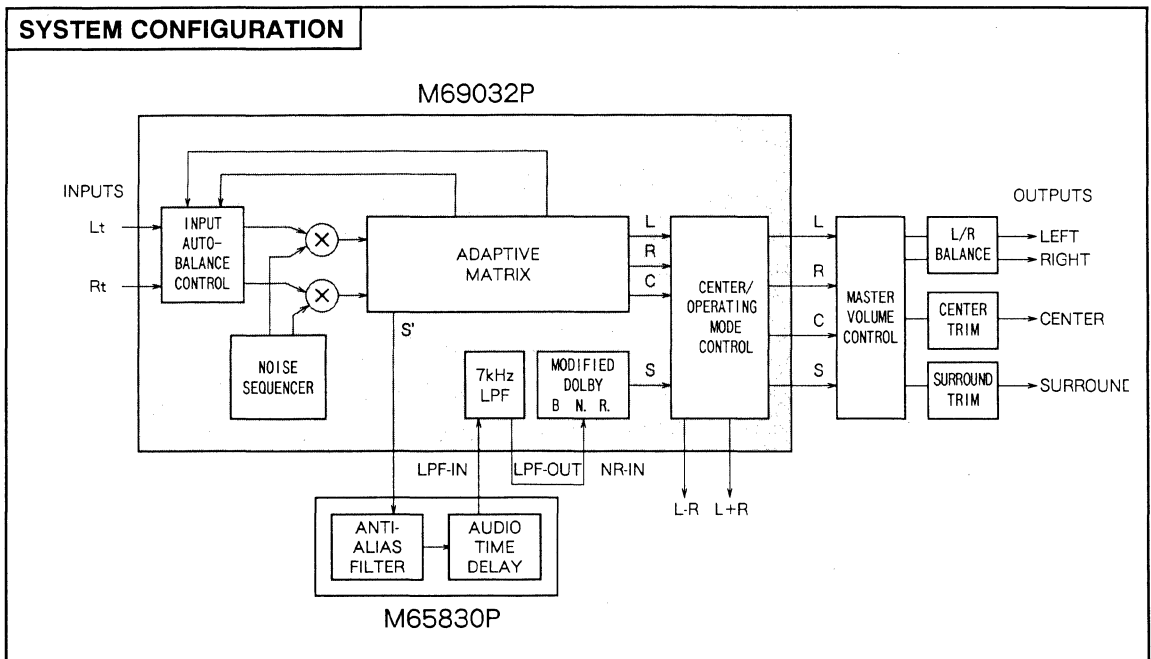 SYSTEM CONFIGURATION
M69032P
INPUTS
Lt
Rt
INPUT
AUTO-
BALANCE
CONTROL
NOISE
SEQUENCER
ADAPTIVE
MATRIX
S'
L
R
C
7kHz
LPF
MODIFIED
DOLBY
B N. R.
S
CENTER/
OPERATING
MODE
CONTROL
L
R
C
S
MASTER
VOLUME
CONTROL
L/R
BALANCE
CENTER
TRIM
SURROUND
TRIM
OUTPUTS
LEFT
RIGHT
CENTER
SURROUND
LPF-IN
LPF-OUT
NR-IN
L-R
L+R
ANTI-
ALIAS
FILTER
AUDIO
TIME
DELAY
M65830P